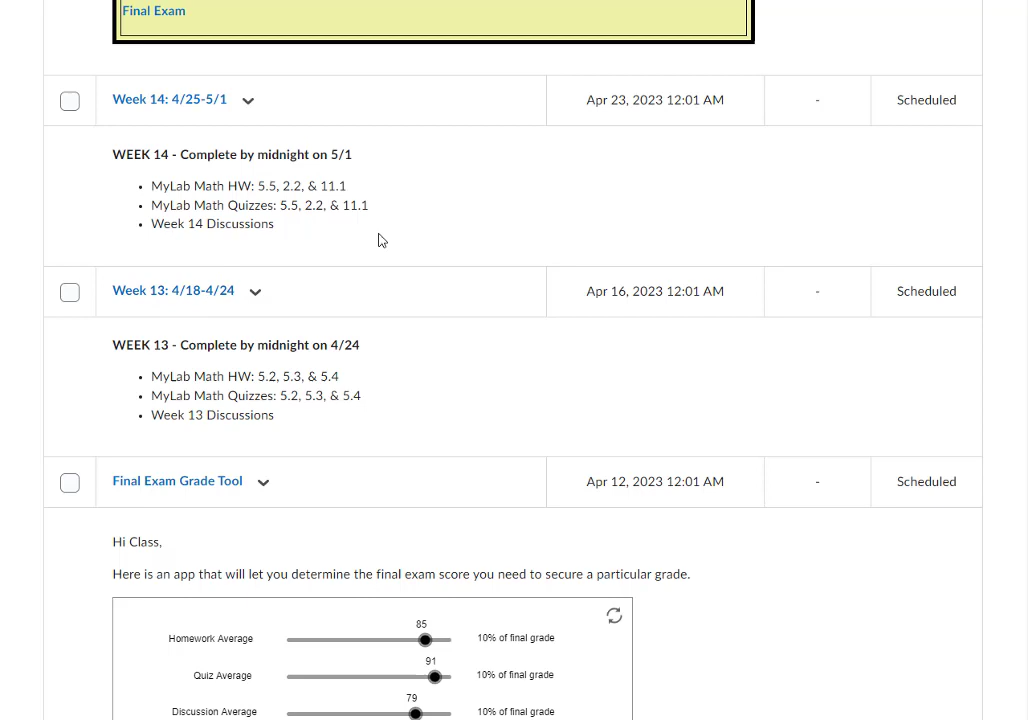 Final Exam
Week 14: 4/25-5/1
Apr 23, 2023 12:01 AM
-
Scheduled
WEEK 14 - Complete by midnight on 5/1
• MyLab Math HW: 5.5, 2.2, & 11.1
• MyLab Math Quizzes: 5.5, 2.2, & 11.1
• Week 14 Discussions
Week 13: 4/18-4/24
Apr 16, 2023 12:01 AM
-
Scheduled
WEEK 13 - Complete by midnight on 4/24
• MyLab Math HW: 5.2, 5.3, & 5.4
• MyLab Math Quizzes: 5.2, 5.3, & 5.4
• Week 13 Discussions
Final Exam Grade Tool
Apr 12, 2023 12:01 AM
-
Scheduled
Hi Class,
Here is an app that will let you determine the final exam score you need to secure a particular grade.
85
Homework Average
10% of final grade
91
Quiz Average
10% of final grade
79
Discussion Average
10% of final grade